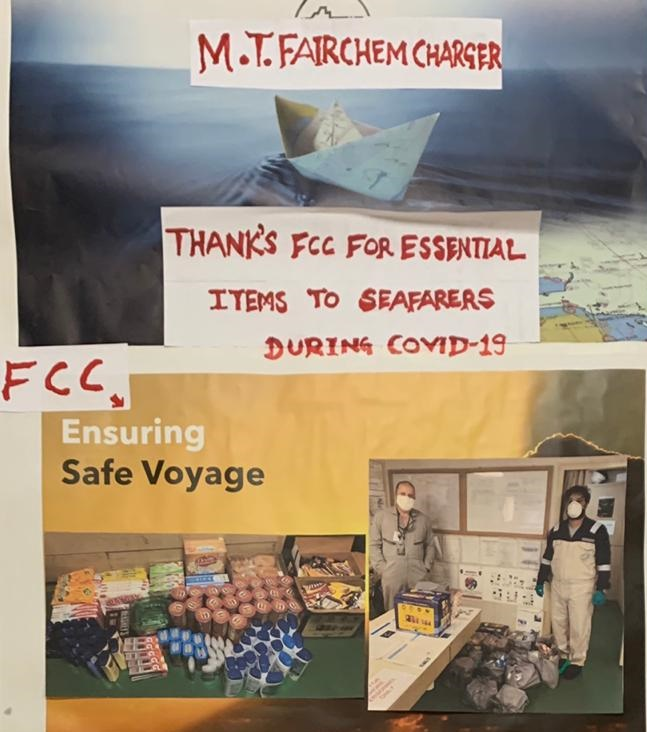 M.T. FAIRCHEM CHARGER
THANK'S FCC FOR ESSENTIAL
ITEMS TO SEAFARERS
DURING COVID-19
FCC
Ensuring
Safe Voyage